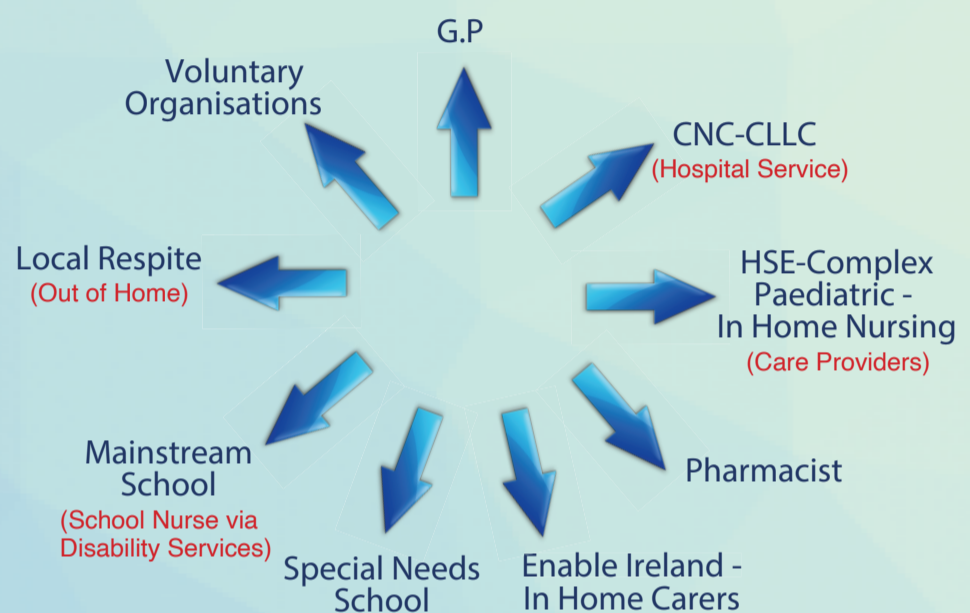 G.P
Voluntary
Organisations
CNC-CLLC
(Hospital Service)
Local Respite
(Out of Home)
HSE-Complex
Paediatric -
In Home Nursing
(Care Providers)
Mainstream
School
(School Nurse via
Disability Services)
Pharmacist
Special Needs
School
Enable Ireland -
In Home Carers